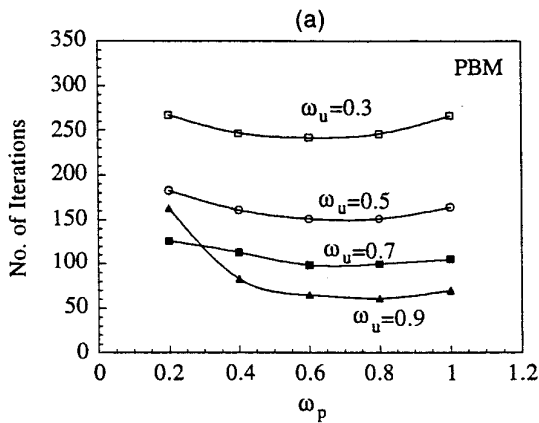 (a)
350
300
250
200
150
100
50
0
No. of Iterations
PBM
ω_u=0.3
ω_u=0.5
ω_u=0.7
ω_u=0.9
0 0.2 0.4 0.6 0.8 1 1.2
ω_p